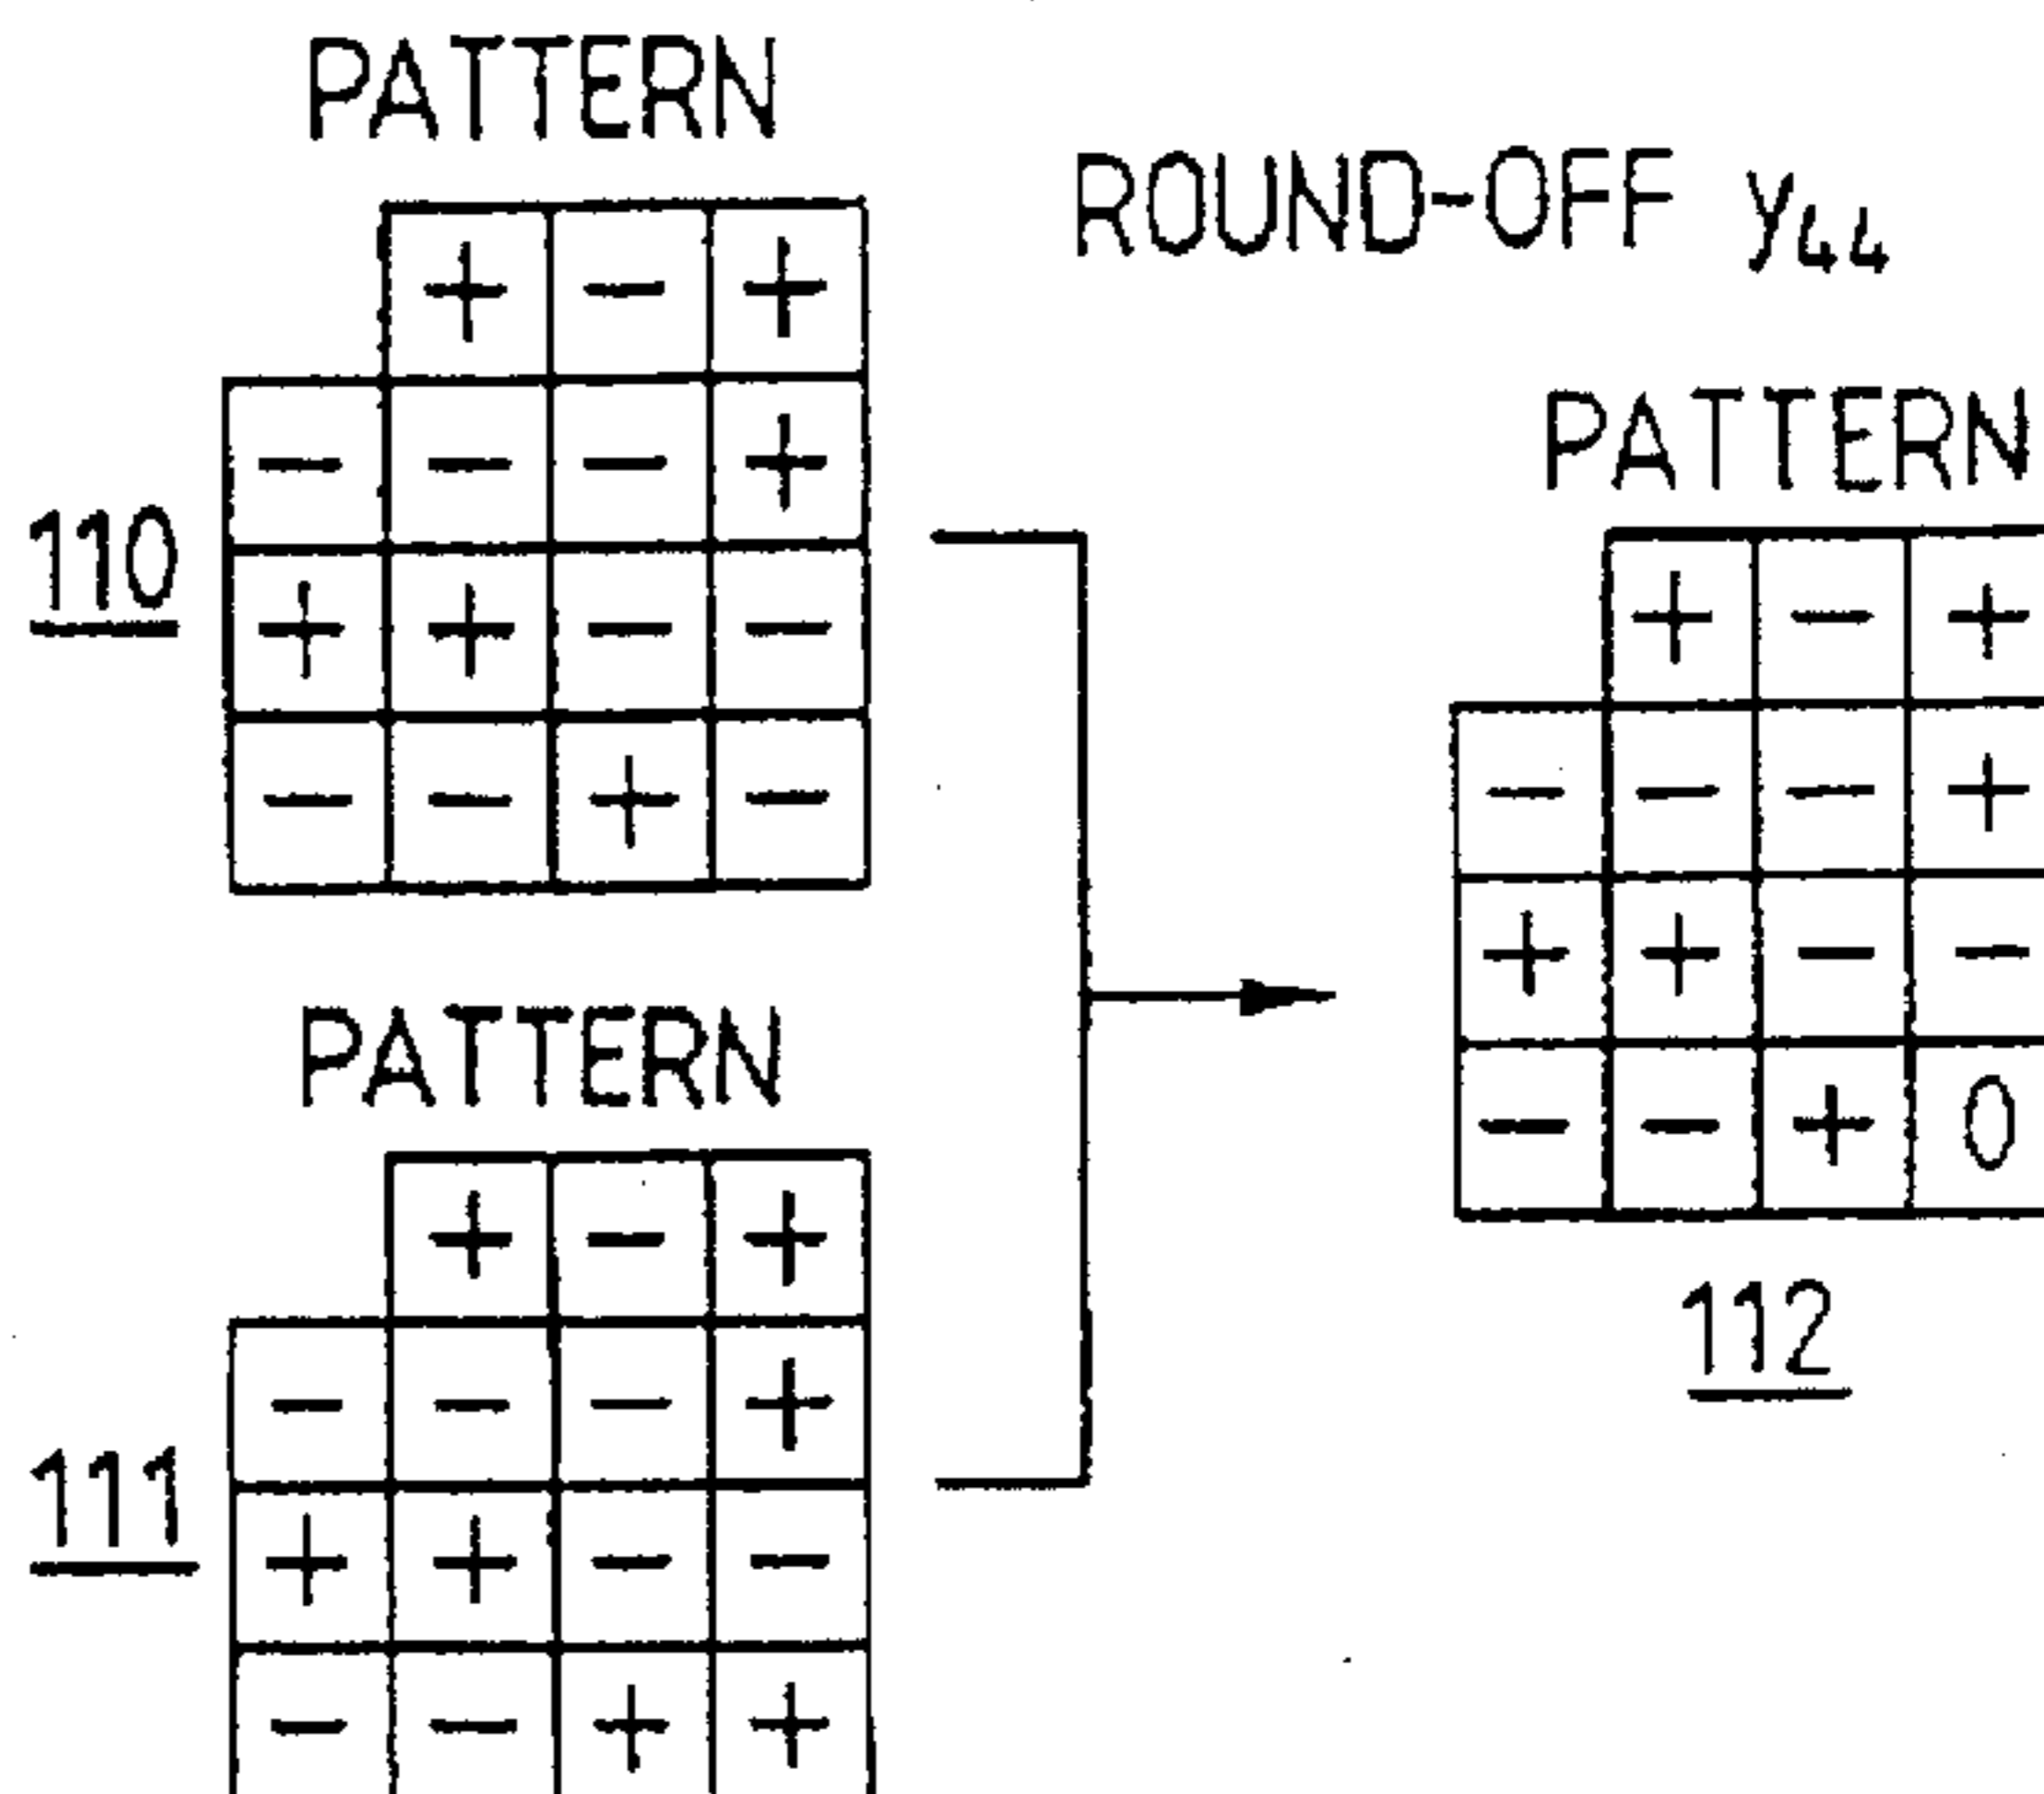 PATTERN
+ − +
− − − +
110
+ + − −
− − + −
ROUND-OFF y44
PATTERN
+ − +
− − − +
+ + − −
− − + 0
112
PATTERN
+ − +
− − − +
111
+ + − −
− − + +